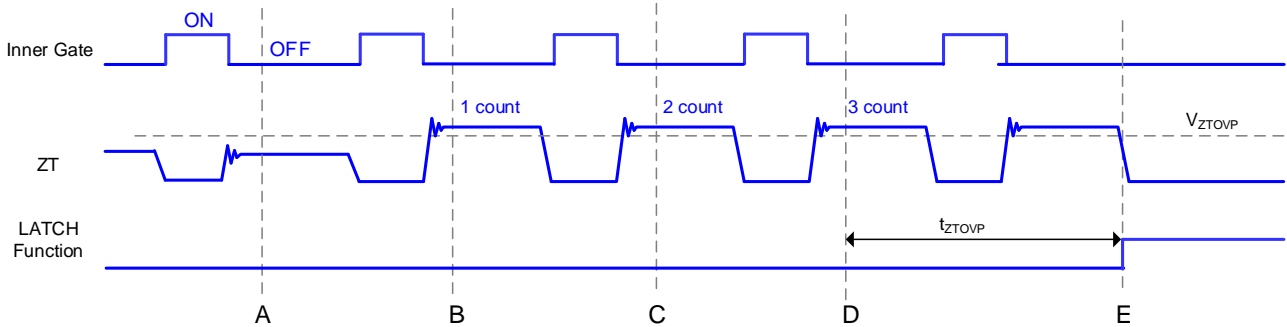 ON
Inner Gate
OFF
1 count
2 count
3 count
VZTOVP
ZT
LATCH
Function
tZTOVP
A
B
C
D
E